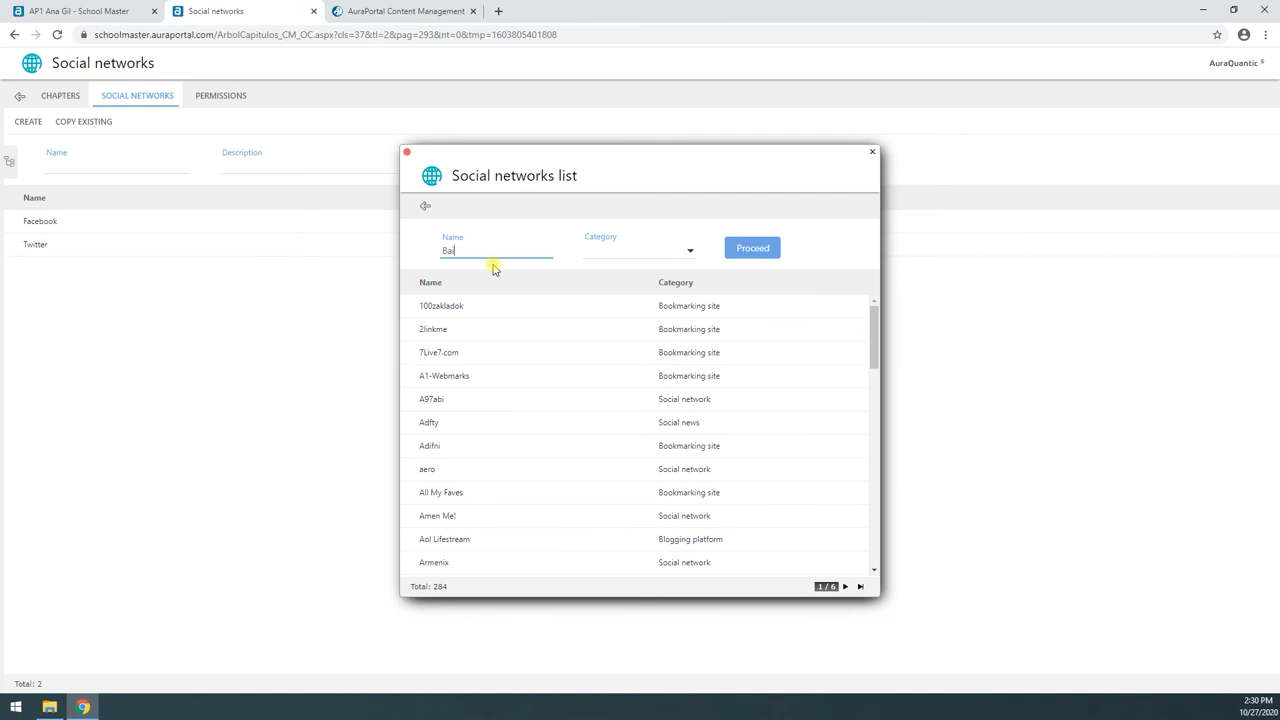 AP1 Ana Gil - School Master
Social networks
AuraPortal Content Management
schoolmaster.auraportal.com/ArbolCapitulos_CM_OC.aspx?cls=37&tl=2&pag=293&nt=0&tmp=1603805401808
Social networks
AuraQuantic ®
CHAPTERS
SOCIAL NETWORKS
PERMISSIONS
CREATE
COPY EXISTING
Name
Description
Name
Facebook
Twitter
Social networks list
Name
Category
Bai
Proceed
Name Category
100zakladok Bookmarking site
2linkme Bookmarking site
7Live7.com Bookmarking site
A1-Webmarks Bookmarking site
A97abi Social network
Adfty Social news
Adifni Bookmarking site
aero Social network
All My Faves Bookmarking site
Amen Me! Social network
Aol Lifestream Blogging platform
Armenix Social network
Total: 284
1 / 6
Total: 2
2:30 PM
10/27/2020